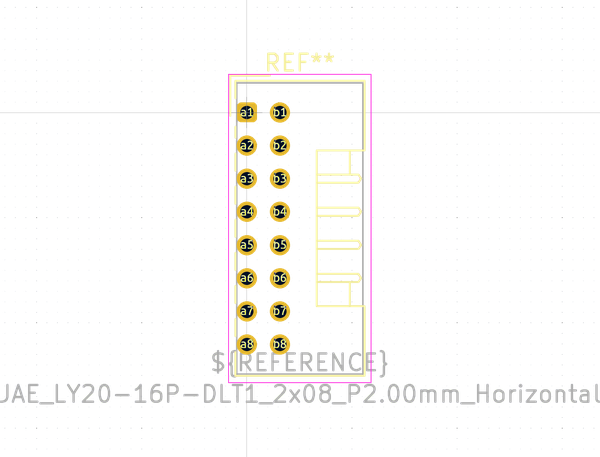 REF**
a1 b1
a2 b2
a3 b3
a4 b4
a5 b5
a6 b6
a7 b7
a8 b8
${REFERENCE}
JAE_LY20-16P-DLT1_2x08_P2.00mm_Horizontal